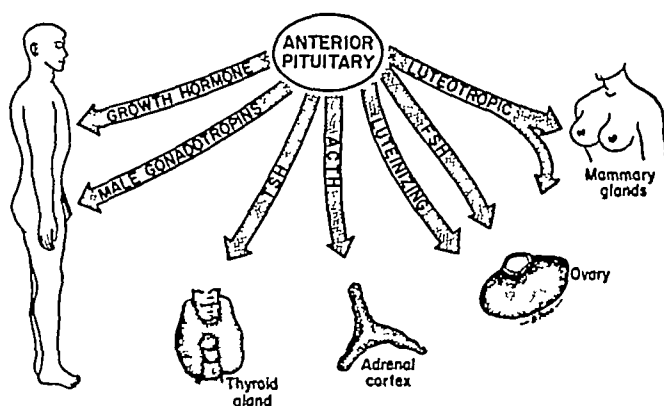 ANTERIOR
PITUITARY
GROWTH HORMONE
MALE GONADOTROPINS
TSH
ACTH
LUTEINIZING
FSH
LUTEOTROPIC
Mammary
glands
Ovary
Adrenal
cortex
Thyroid
gland